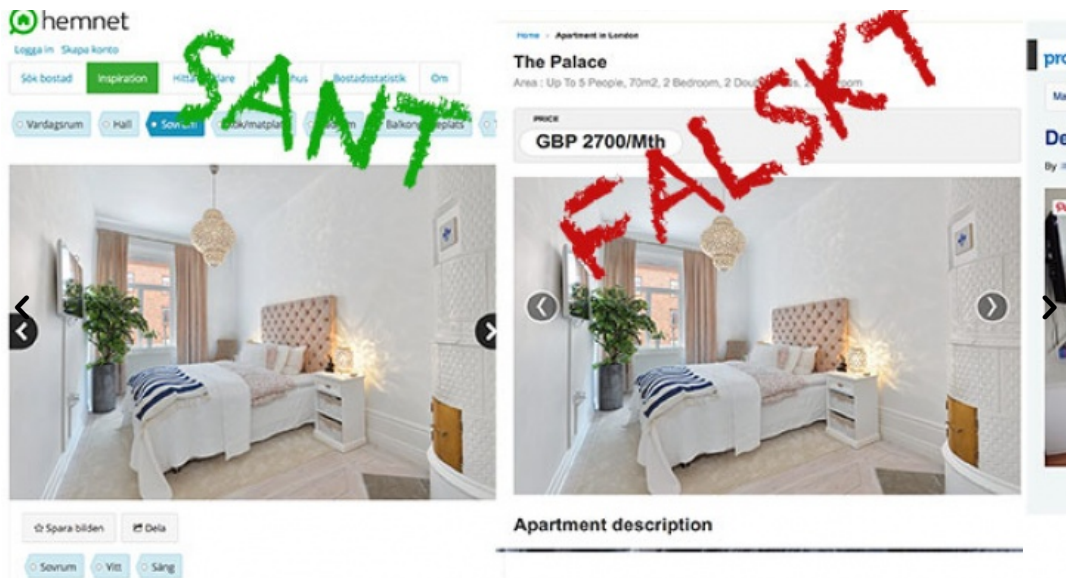 hemnet
Logga in Skapa konto
Sök bostad Inspiration Om
Bostadsstatistik
Vardagsrum Hall
SANT
Spara bilden Dela
Sovrum Vitt Säng
Home Apartment in London
The Palace
Area : Up To 5 People, 70m2, 2 Bedroom, 2
PRICE
GBP 2700/Mth
FALSKT
Apartment description
By